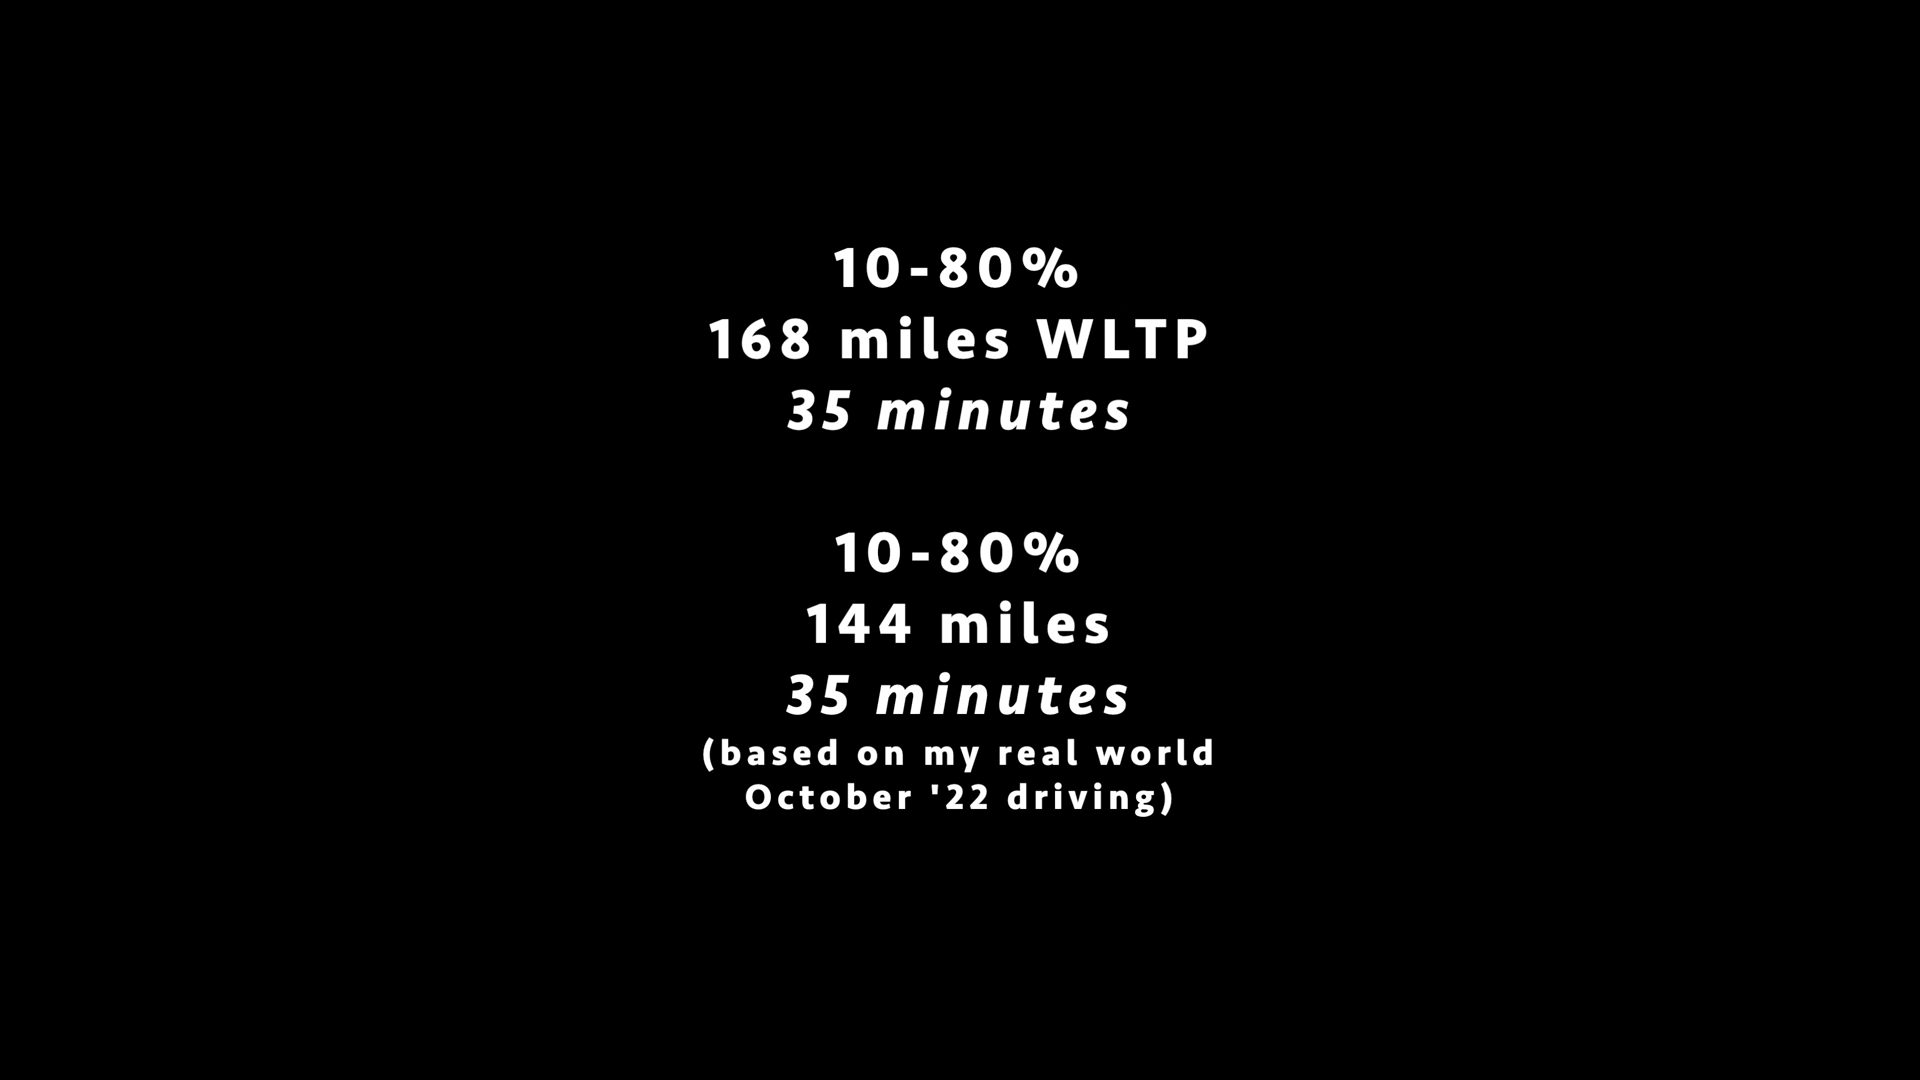 10-80%
168 miles WLTP
35 minutes
10-80%
144 miles
35 minutes
(based on my real world
October '22 driving)